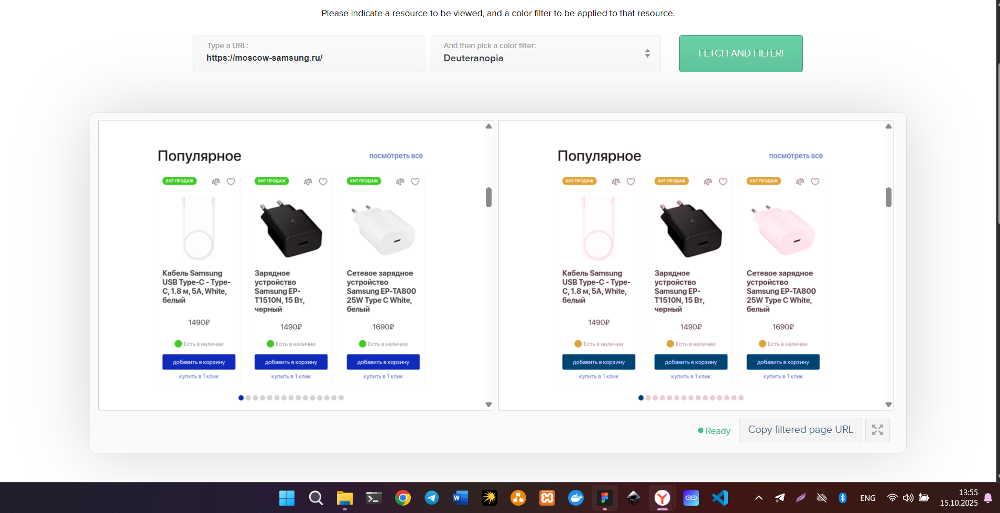 Please indicate a resource to be viewed, and a color filter to be applied to that resource.
Type a URL:
https://moscow-samsung.ru/
And then pick a color filter:
Deuteranopia
FETCH AND FILTER!
Популярное
посмотреть все
ХИТ ПРОДАЖ
ХИТ ПРОДАЖ
ХИТ ПРОДАЖ
Кабель Samsung
USB Type-C - Type-
C, 1.8 м, 5A, White,
белый
1490₽
Есть в наличии
добавить в корзину
купить в 1 клик
Зарядное
устройство
Samsung EP-
T1510N, 15 Вт,
черный
1490₽
Есть в наличии
добавить в корзину
купить в 1 клик
Сетевое зарядное
устройство
Samsung EP-TA800
25W Type C White,
белый
1690₽
Есть в наличии
добавить в корзину
купить в 1 клик
Популярное
посмотреть все
ХИТ ПРОДАЖ
ХИТ ПРОДАЖ
ХИТ ПРОДАЖ
Кабель Samsung
USB Type-C - Type-
C, 1.8 м, 5A, White,
белый
1490₽
Есть в наличии
добавить в корзину
купить в 1 клик
Зарядное
устройство
Samsung EP-
T1510N, 15 Вт,
черный
1490₽
Есть в наличии
добавить в корзину
купить в 1 клик
Сетевое зарядное
устройство
Samsung EP-TA800
25W Type C White,
белый
1690₽
Есть в наличии
добавить в корзину
купить в 1 клик
Ready
Copy filtered page URL
ENG
13:55
15.10.2025